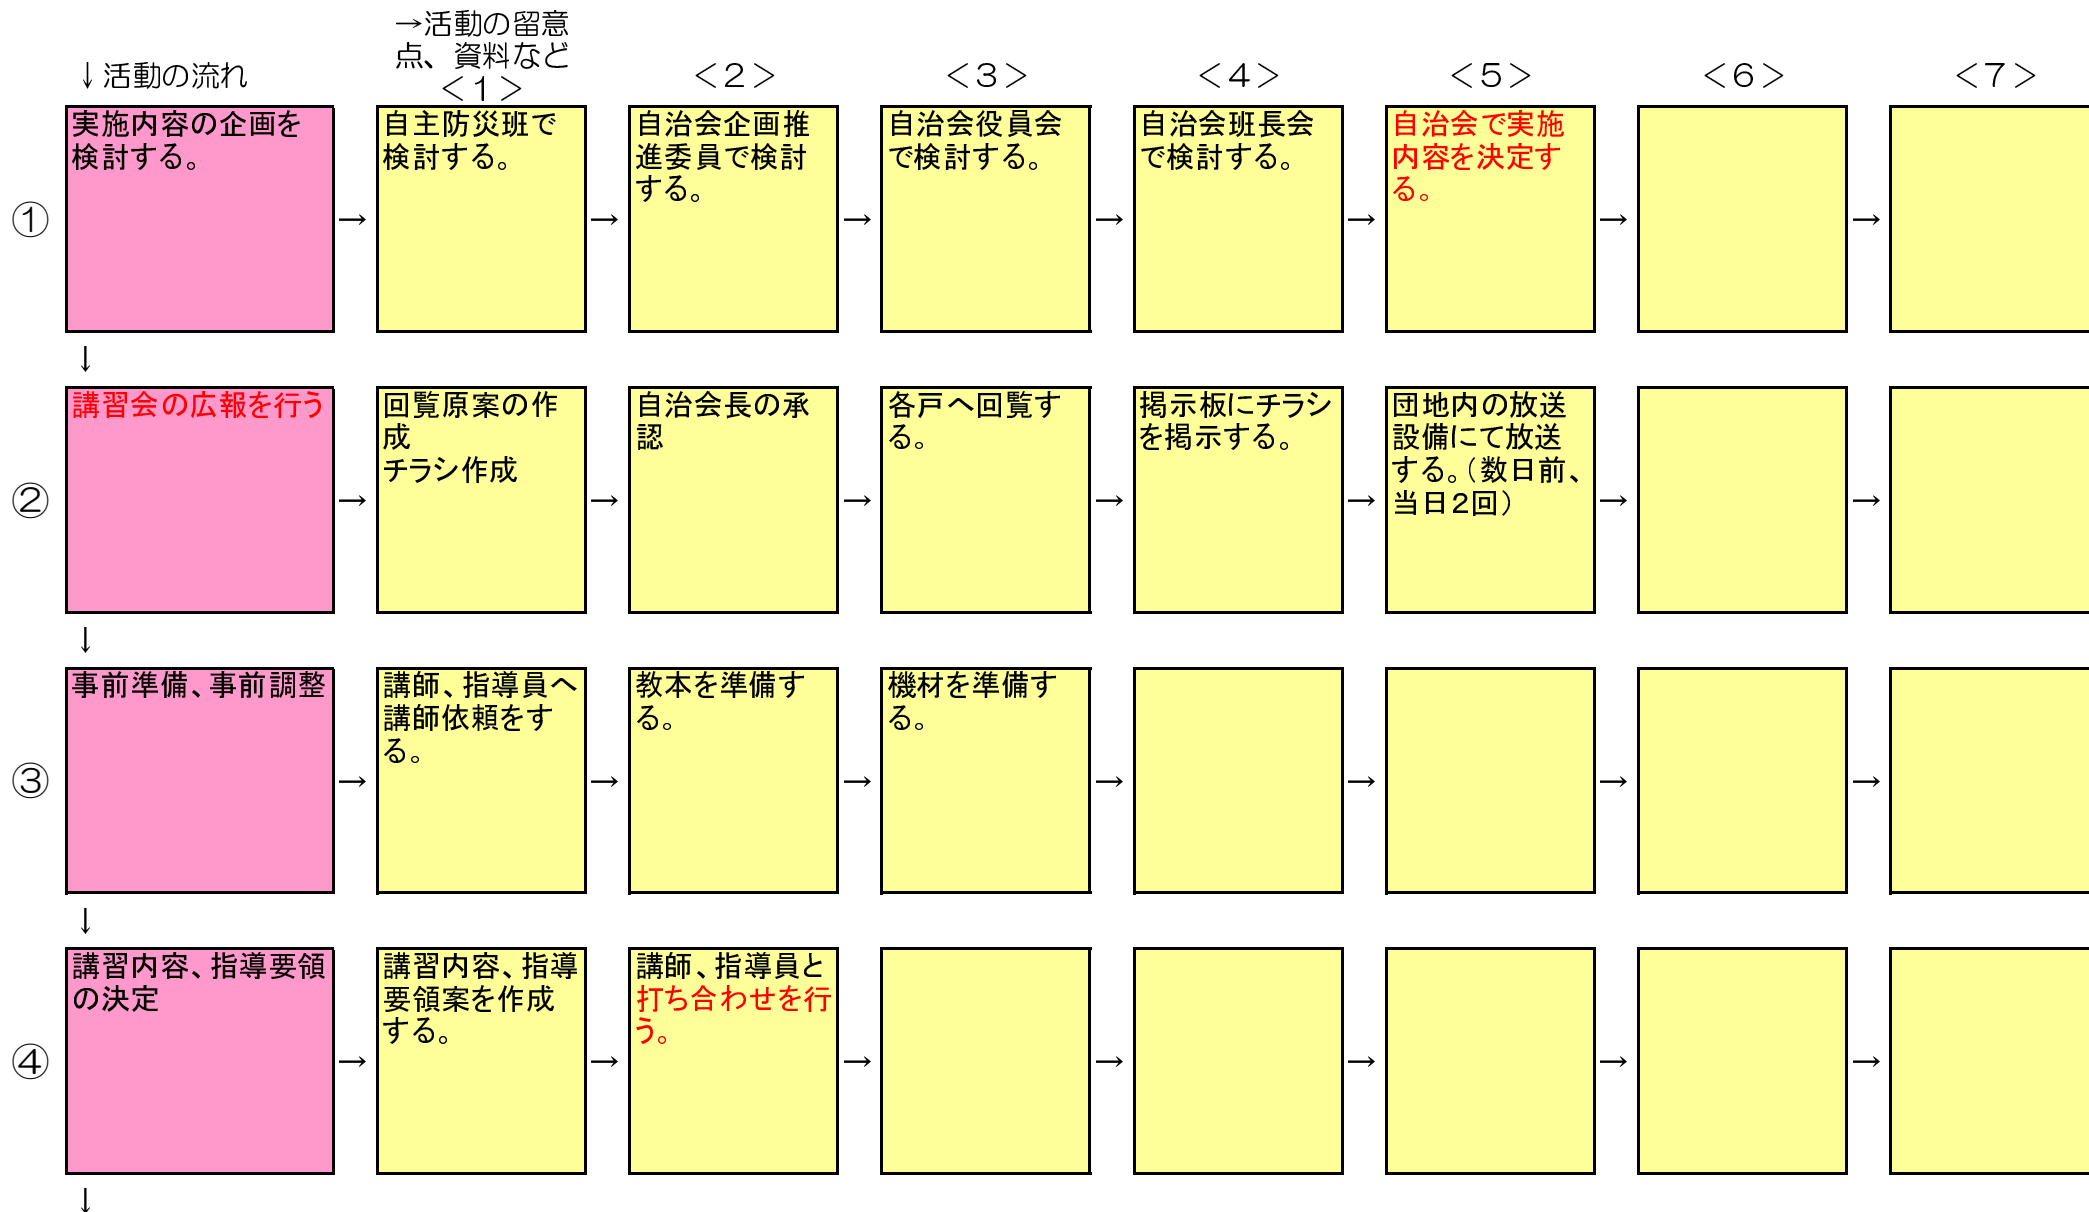 ↓活動の流れ
→活動の留意
点、資料など
＜１＞
＜２＞
＜３＞
＜４＞
＜５＞
＜６＞
＜７＞
①
実施内容の企画を
検討する。
→
自主防災班で
検討する。
→
自治会企画推
進委員で検討
する。
→
自治会役員会
で検討する。
→
自治会班長会
で検討する。
→
自治会で実施
内容を決定す
る。
→
→
↓
②
講習会の広報を行う
→
回覧原案の作
成
チラシ作成
→
自治会長の承
認
→
各戸へ回覧す
る。
→
掲示板にチラシ
を掲示する。
→
団地内の放送
設備にて放送
する。（数日前、
当日２回）
→
→
↓
③
事前準備、事前調整
→
講師、指導員へ
講師依頼をす
る。
→
教本を準備す
る。
→
機材を準備す
る。
→
→
→
→
↓
④
講習内容、指導要領
の決定
→
講習内容、指導
要領案を作成
する。
→
講師、指導員と
打ち合わせを行
う。
→
→
→
→
→
↓